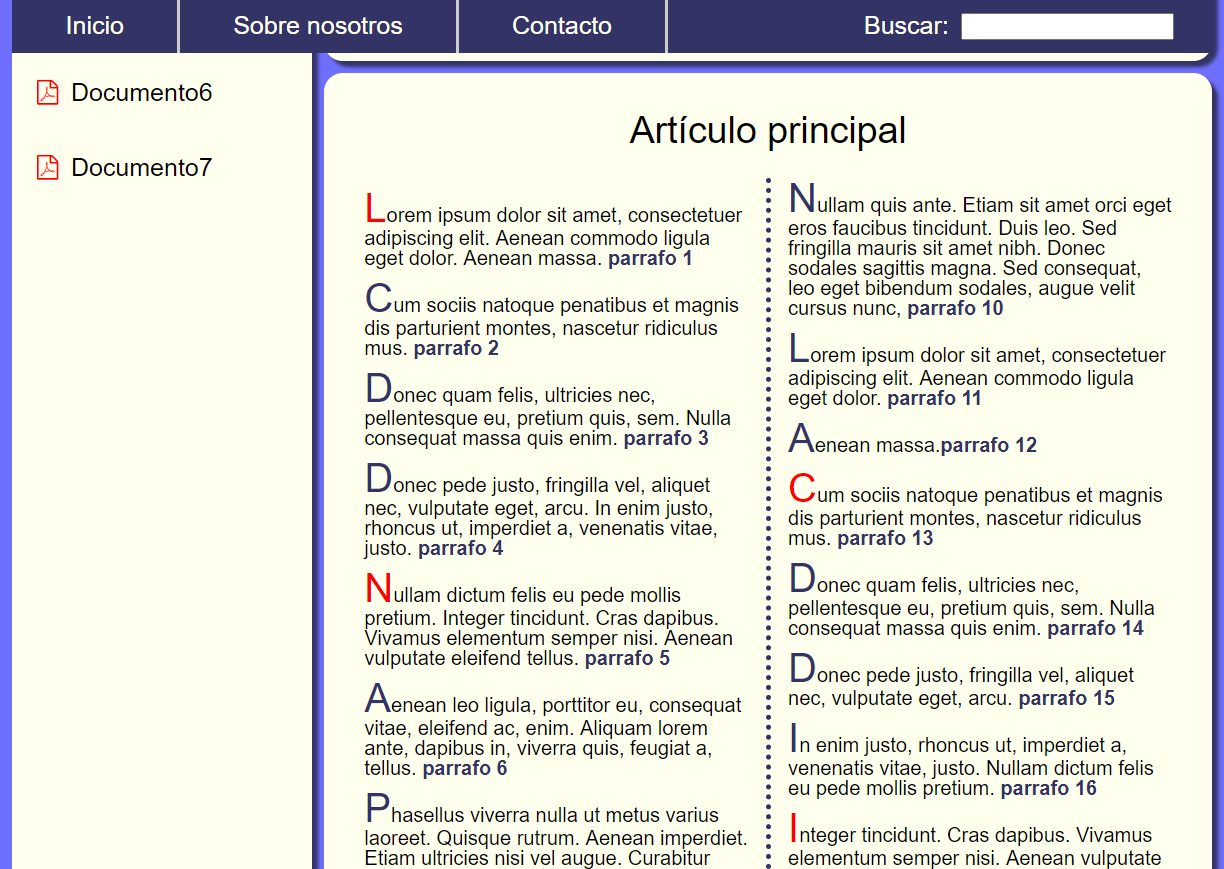 Inicio
Sobre nosotros
Contacto
Buscar:
Documento6
Documento7
Artículo principal
Lorem ipsum dolor sit amet, consectetuer
adipiscing elit. Aenean commodo ligula
eget dolor. Aenean massa. parrafo 1
Cum sociis natoque penatibus et magnis
dis parturient montes, nascetur ridiculus
mus. parrafo 2
Donec quam felis, ultricies nec,
pellentesque eu, pretium quis, sem. Nulla
consequat massa quis enim. parrafo 3
Donec pede justo, fringilla vel, aliquet
nec, vulputate eget, arcu. In enim justo,
rhoncus ut, imperdiet a, venenatis vitae,
justo. parrafo 4
Nullam dictum felis eu pede mollis
pretium. Integer tincidunt. Cras dapibus.
Vivamus elementum semper nisi. Aenean
vulputate eleifend tellus. parrafo 5
Aenean leo ligula, porttitor eu, consequat
vitae, eleifend ac, enim. Aliquam lorem
ante, dapibus in, viverra quis, feugiat a,
tellus. parrafo 6
Phasellus viverra nulla ut metus varius
laoreet. Quisque rutrum. Aenean imperdiet.
Etiam ultricies nisi vel augue. Curabitur
Nullam quis ante. Etiam sit amet orci eget
eros faucibus tincidunt. Duis leo. Sed
fringilla mauris sit amet nibh. Donec
sodales sagittis magna. Sed consequat,
leo eget bibendum sodales, augue velit
cursus nunc, parrafo 10
Lorem ipsum dolor sit amet, consectetuer
adipiscing elit. Aenean commodo ligula
eget dolor. parrafo 11
Aenean massa.parrafo 12
Cum sociis natoque penatibus et magnis
dis parturient montes, nascetur ridiculus
mus. parrafo 13
Donec quam felis, ultricies nec,
pellentesque eu, pretium quis, sem. Nulla
consequat massa quis enim. parrafo 14
Donec pede justo, fringilla vel, aliquet
nec, vulputate eget, arcu. parrafo 15
In enim justo, rhoncus ut, imperdiet a,
venenatis vitae, justo. Nullam dictum felis
eu pede mollis pretium. parrafo 16
Integer tincidunt. Cras dapibus. Vivamus
elementum semper nisi. Aenean vulputate